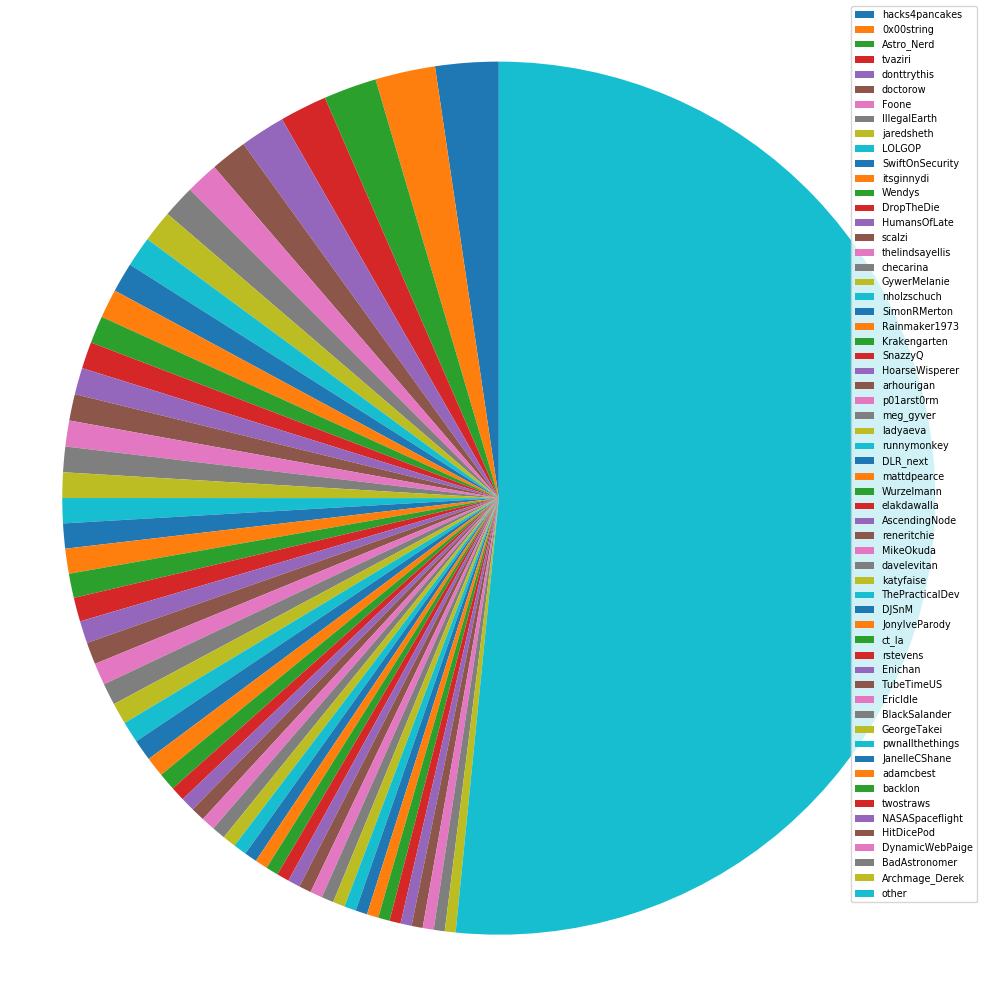 hacks4pancakes
0x00string
Astro_Nerd
tvaziri
donttrythis
doctorow
Foone
IllegalEarth
jaredsheth
LOLGOP
SwiftOnSecurity
itsginnydi
Wendys
DropTheDie
HumansOfLate
scalzi
thelindsayellis
checarina
GywerMelanie
nholzschuch
SimonRMerton
Rainmaker1973
Krakengarten
SnazzyQ
HoarseWisperer
arhourigan
p01arst0rm
meg_gyver
ladyaeva
runnymonkey
DLR_next
mattdpearce
Wurzelmann
elakdawalla
AscendingNode
reneritchie
MikeOkuda
davelevitan
katyfaise
ThePracticalDev
DJSnM
JonyIveParody
ct_la
rstevens
Enichan
TubeTimeUS
EricIdle
BlackSalander
GeorgeTakei
pwnallthethings
JanelleCShane
adamcbest
backlon
twostraws
NASASpaceflight
HitDicePod
DynamicWebPaige
BadAstronomer
Archmage_Derek
other